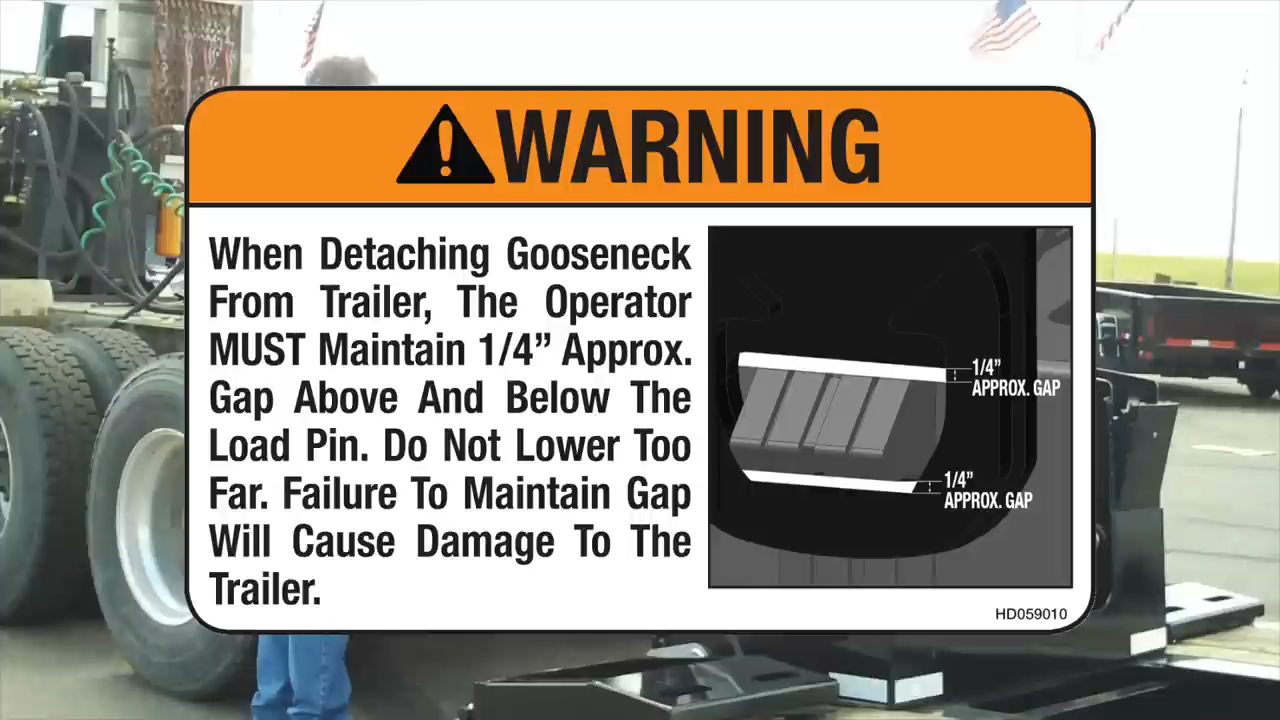 WARNING
When Detaching Gooseneck
From Trailer, The Operator
MUST Maintain 1/4” Approx.
Gap Above And Below The
Load Pin. Do Not Lower Too
Far. Failure To Maintain Gap
Will Cause Damage To The
Trailer.
1/4”
APPROX. GAP
1/4”
APPROX. GAP
HD059010